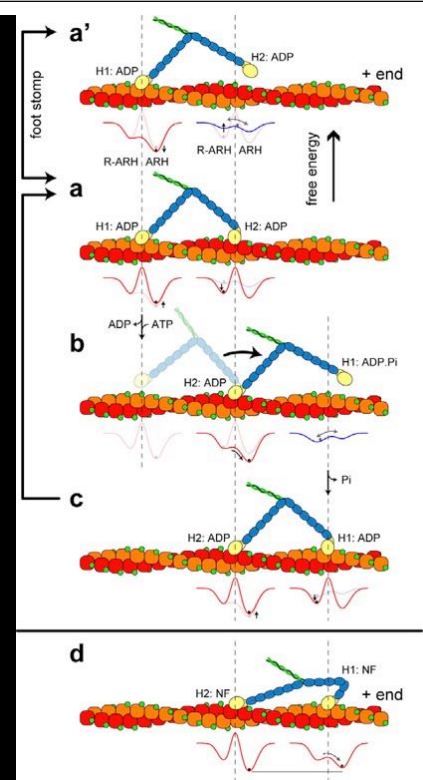 a’
H2: ADP
H1: ADP
+ end
foot stomp
R-ARH ARH
R-ARH ARH
free energy
a
H1: ADP
H2: ADP
ADP ATP
b
H2: ADP
H1: ADP.Pi
Pi
c
H2: ADP
H1: ADP
d
H1: NF
H2: NF
+ end